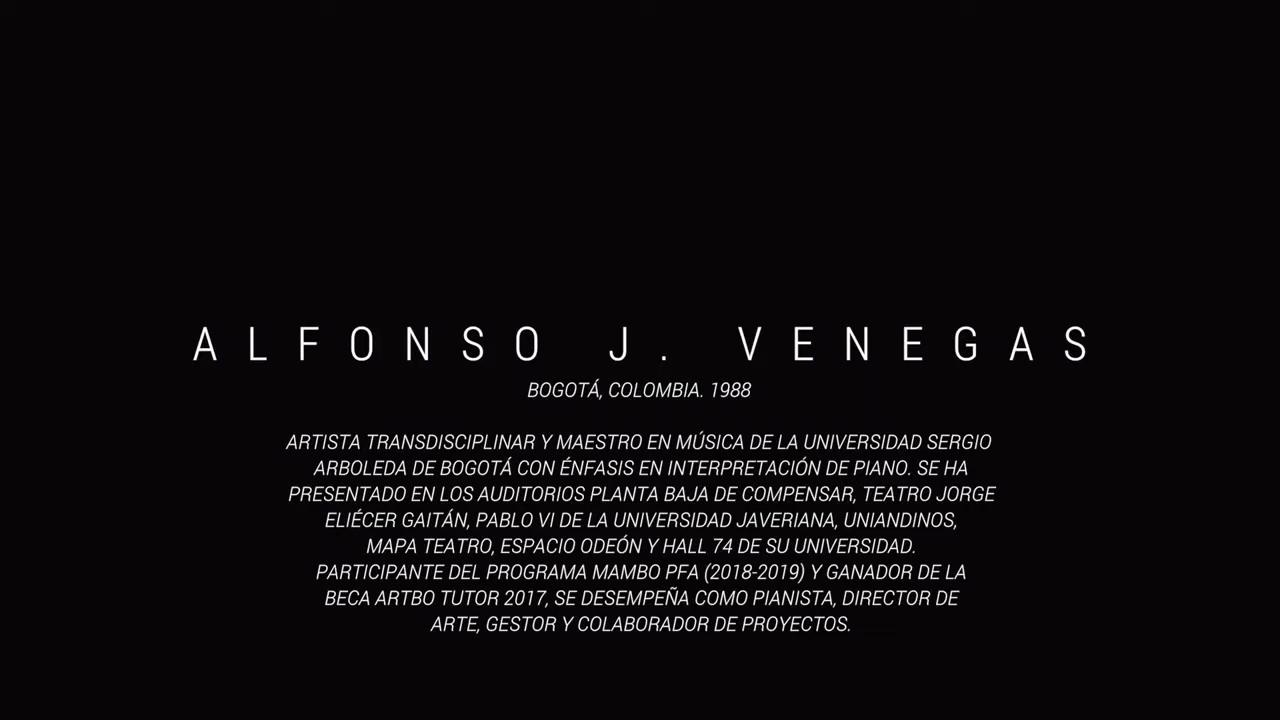 ALFONSO J. VENEGAS
BOGOTÁ, COLOMBIA. 1988
ARTISTA TRANSDISCIPLINAR Y MAESTRO EN MÚSICA DE LA UNIVERSIDAD SERGIO
ARBOLEDA DE BOGOTÁ CON ÉNFASIS EN INTERPRETACIÓN DE PIANO. SE HA
PRESENTADO EN LOS AUDITORIOS PLANTA BAJA DE COMPENSAR, TEATRO JORGE
ELIÉCER GAITÁN, PABLO VI DE LA UNIVERSIDAD JAVERIANA, UNIANDINOS,
MAPA TEATRO, ESPACIO ODEÓN Y HALL 74 DE SU UNIVERSIDAD.
PARTICIPANTE DEL PROGRAMA MAMBO PFA (2018-2019) Y GANADOR DE LA
BECA ARTBO TUTOR 2017, SE DESEMPEÑA COMO PIANISTA, DIRECTOR DE
ARTE, GESTOR Y COLABORADOR DE PROYECTOS.